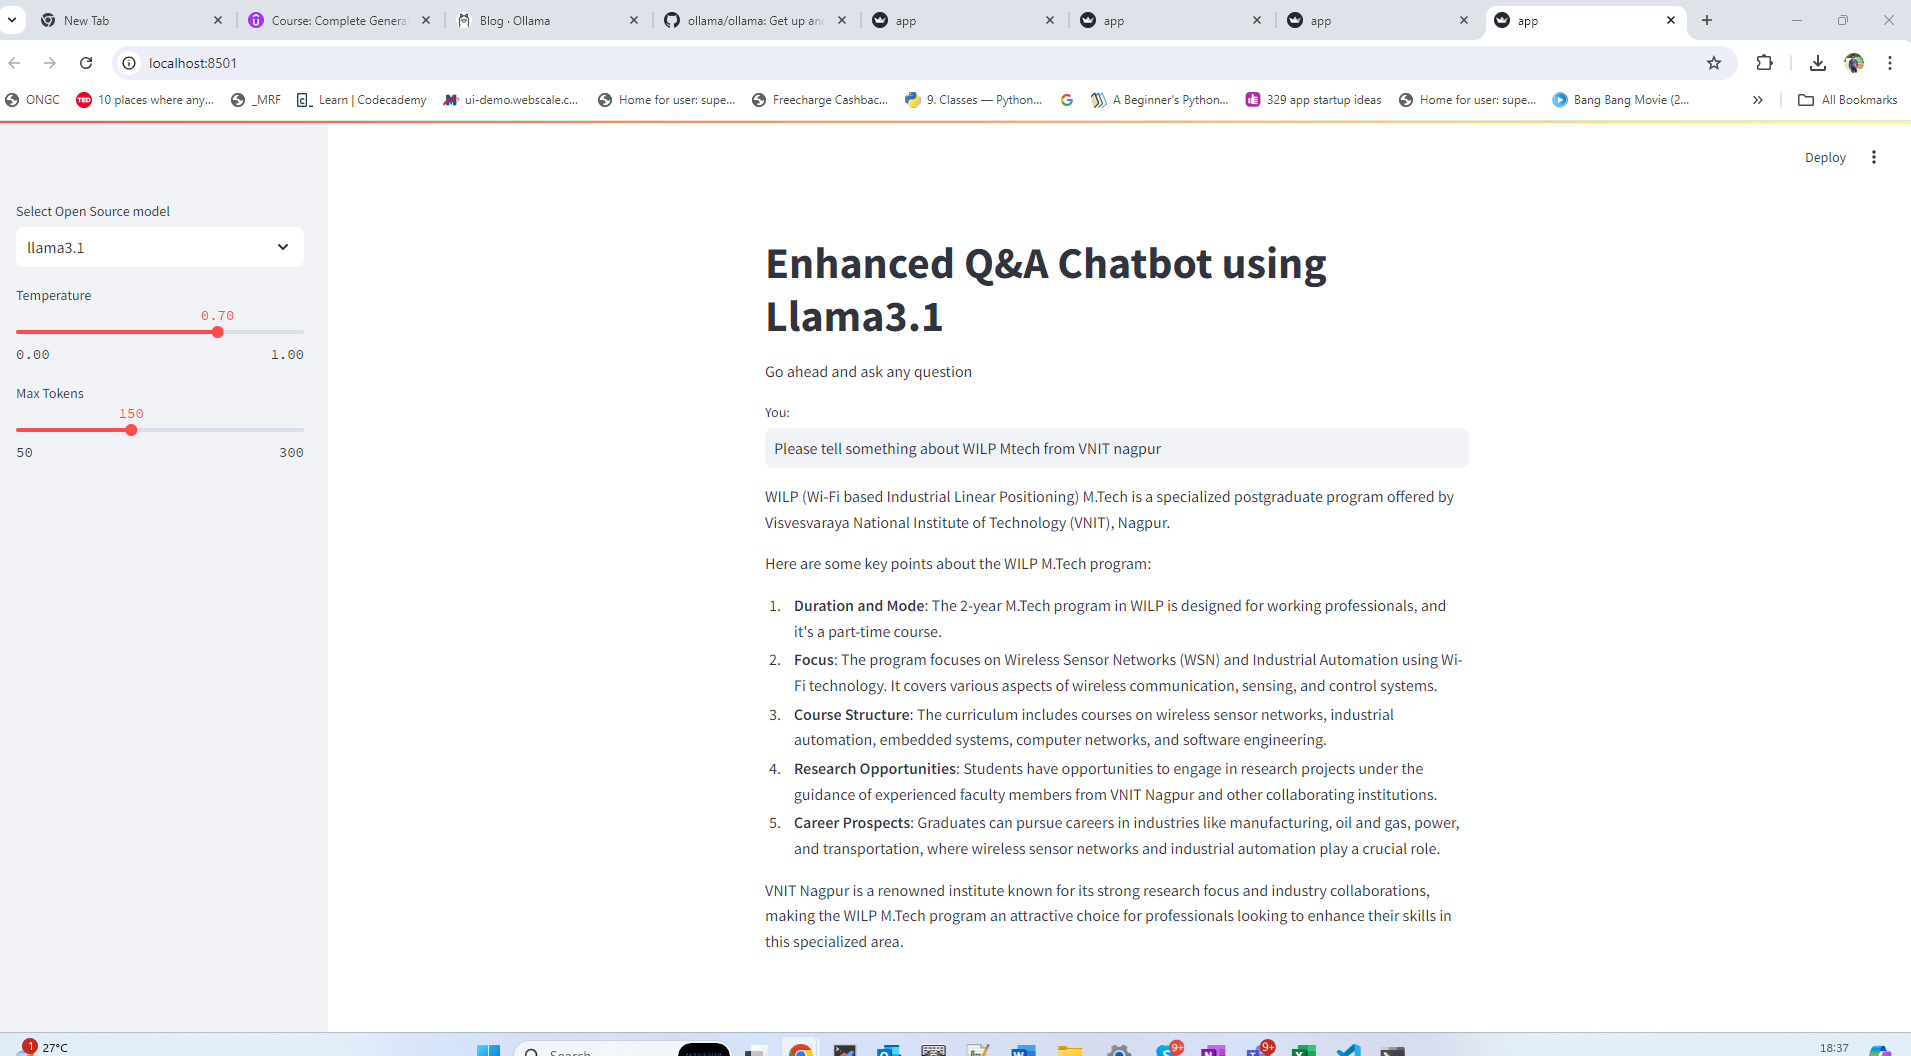 New Tab
Course: Complete Genera
Blog · Ollama
ollama/ollama: Get up an
app
app
app
app
localhost:8501
ONGC
TED
10 places where any...
_MRF
Learn | Codecademy
ui-demo.webscale.c...
Home for user: supe...
Freecharge Cashbac...
9. Classes — Python...
A Beginner's Python...
329 app startup ideas
Home for user: supe...
Bang Bang Movie (2...
All Bookmarks
Deploy
Select Open Source model
llama3.1
Temperature
0.70
0.00 1.00
Max Tokens
150
50 300
Enhanced Q&A Chatbot using
Llama3.1
Go ahead and ask any question
You:
Please tell something about WILP Mtech from VNIT nagpur
WILP (Wi-Fi based Industrial Linear Positioning) M.Tech is a specialized postgraduate program offered by
Visvesvaraya National Institute of Technology (VNIT), Nagpur.
Here are some key points about the WILP M.Tech program:
1. Duration and Mode: The 2-year M.Tech program in WILP is designed for working professionals, and
it's a part-time course.
2. Focus: The program focuses on Wireless Sensor Networks (WSN) and Industrial Automation using Wi-
Fi technology. It covers various aspects of wireless communication, sensing, and control systems.
3. Course Structure: The curriculum includes courses on wireless sensor networks, industrial
automation, embedded systems, computer networks, and software engineering.
4. Research Opportunities: Students have opportunities to engage in research projects under the
guidance of experienced faculty members from VNIT Nagpur and other collaborating institutions.
5. Career Prospects: Graduates can pursue careers in industries like manufacturing, oil and gas, power,
and transportation, where wireless sensor networks and industrial automation play a crucial role.
VNIT Nagpur is a renowned institute known for its strong research focus and industry collaborations,
making the WILP M.Tech program an attractive choice for professionals looking to enhance their skills in
this specialized area.
1
27°C
Search
9+
9+
18:37